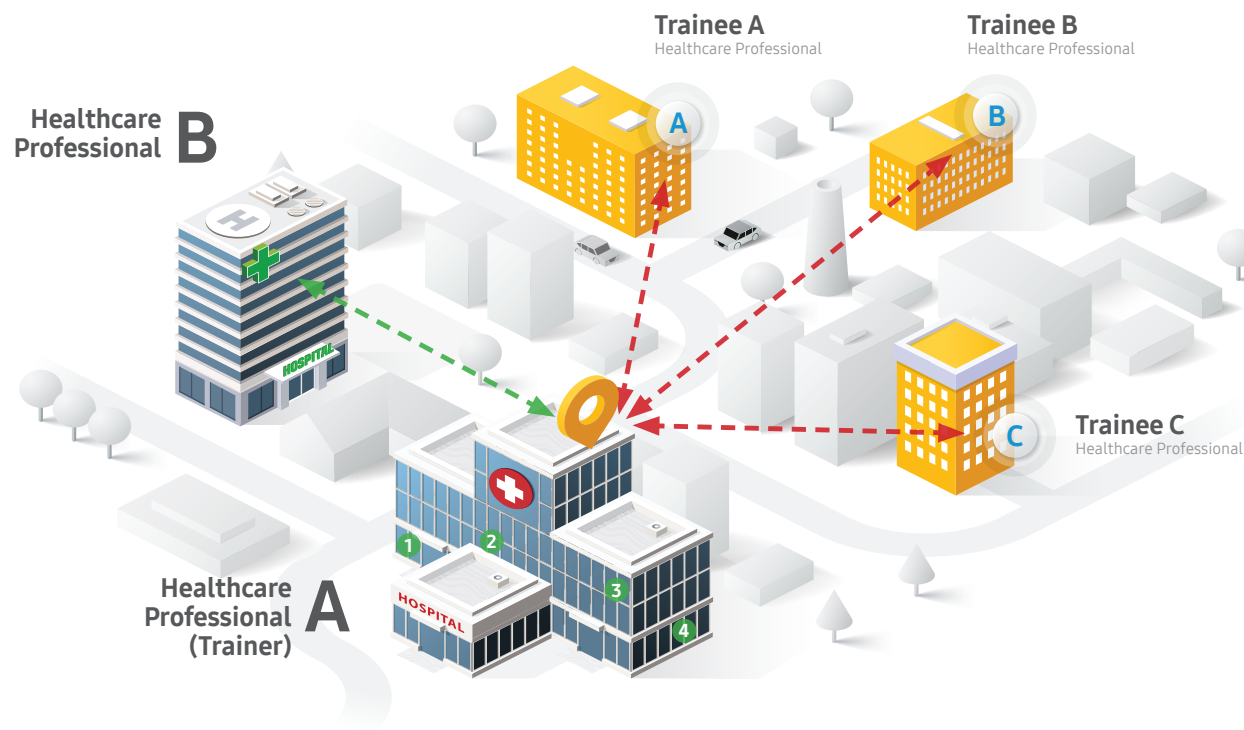 Trainee A
Healthcare Professional
Trainee B
Healthcare Professional
Healthcare
Professional
B
A
B
H
HOSPITAL
Trainee C
Healthcare Professional
C
1
2
3
4
HOSPITAL
Healthcare
Professional
(Trainer)
A